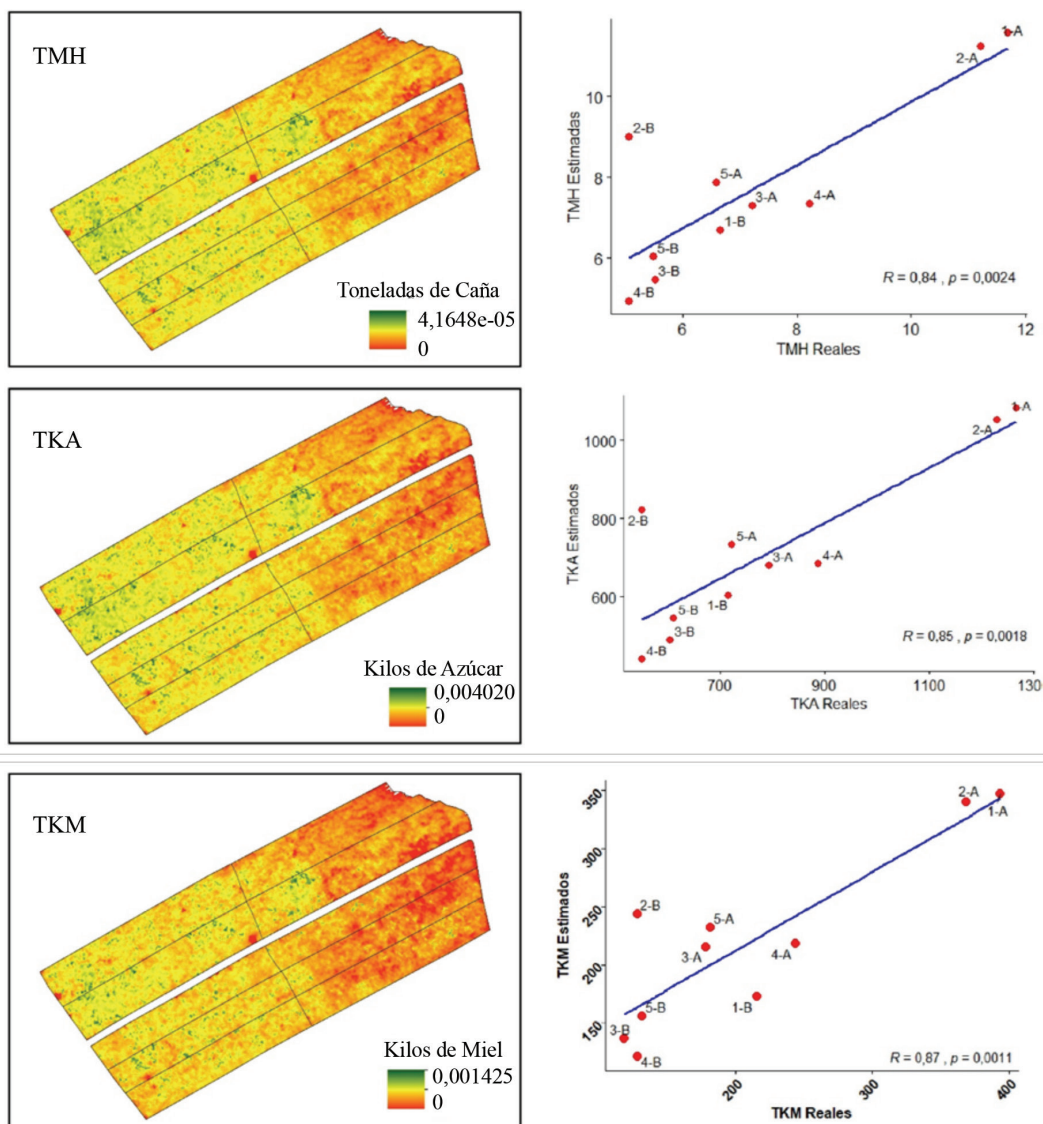 TMH
Toneladas de Caña
4,1648e-05
0
TMH Estimadas
10
8
6
1-A
2-A
2-B
5-A
3-A
4-A
1-B
5-B
3-B
4-B
R = 0,84 , p = 0,0024
6 8 10 12
TMH Reales
TKA
Kilos de Azúcar
0,004020
0
TKA Estimados
1000
800
600
1-A
2-A
2-B
5-A
3-A
4-A
1-B
5-B
3-B
4-B
R = 0,85 , p = 0,0018
700 900 1100 130
TKA Reales
TKM
Kilos de Miel
0,001425
0
TKM Estimados
350
300
250
200
150
2-A
1-A
2-B
5-A
3-A
4-A
1-B
5-B
3-B
4-B
R = 0,87 , p = 0,0011
200 300 400
TKM Reales